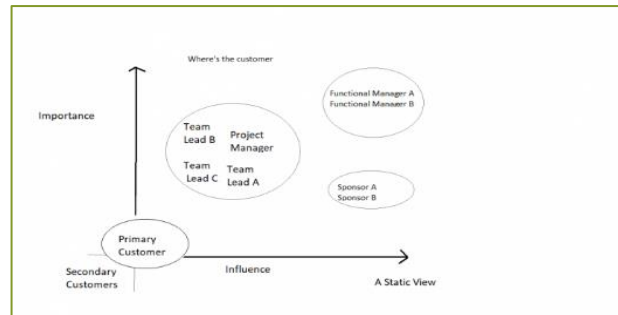 Where's the customer
Functional Manager A
Functional Manager B
Importance
Team
Lead B
Project
Manager
Team
Lead C
Team
Lead A
Sponsor A
Sponsor B
Primary
Customer
Secondary
Customers
Influence
A Static View